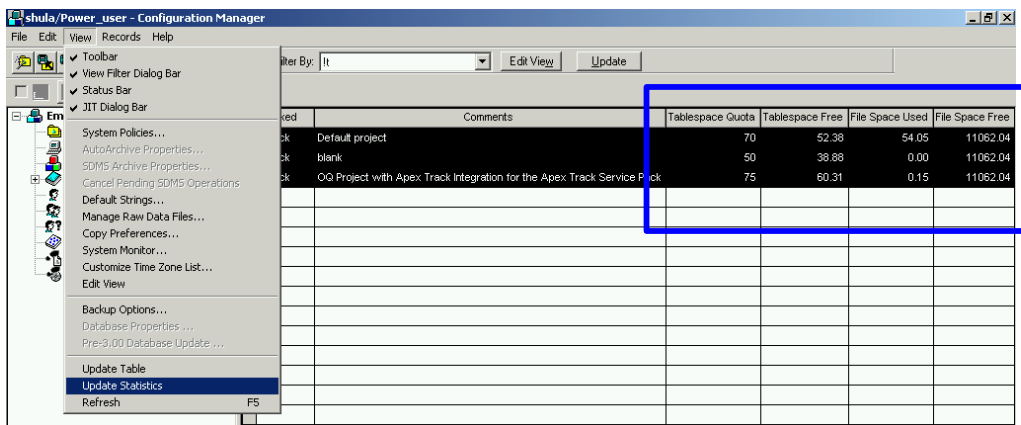 shula/Power_user - Configuration Manager
File Edit View Records Help
ilter By: !t Edit View Update
Toolbar
View Filter Dialog Bar
Status Bar
JIT Dialog Bar
System Policies...
AutoArchive Properties...
SDMS Archive Properties...
Cancel Pending SDMS Operations
Default Strings...
Manage Raw Data Files...
Copy Preferences...
System Monitor...
Customize Time Zone List...
Edit View
Backup Options...
Database Properties ...
Pre-3.00 Database Update ...
Update Table
Update Statistics
Refresh F5
Em
ked Comments Tablespace Quota Tablespace Free File Space Used File Space Free
ck Default project 70 52.38 54.05 11062.04
ck blank 50 38.88 0.00 11062.04
ck OQ Project with Apex Track Integration for the Apex Track Service Pack 75 60.31 0.15 11062.04